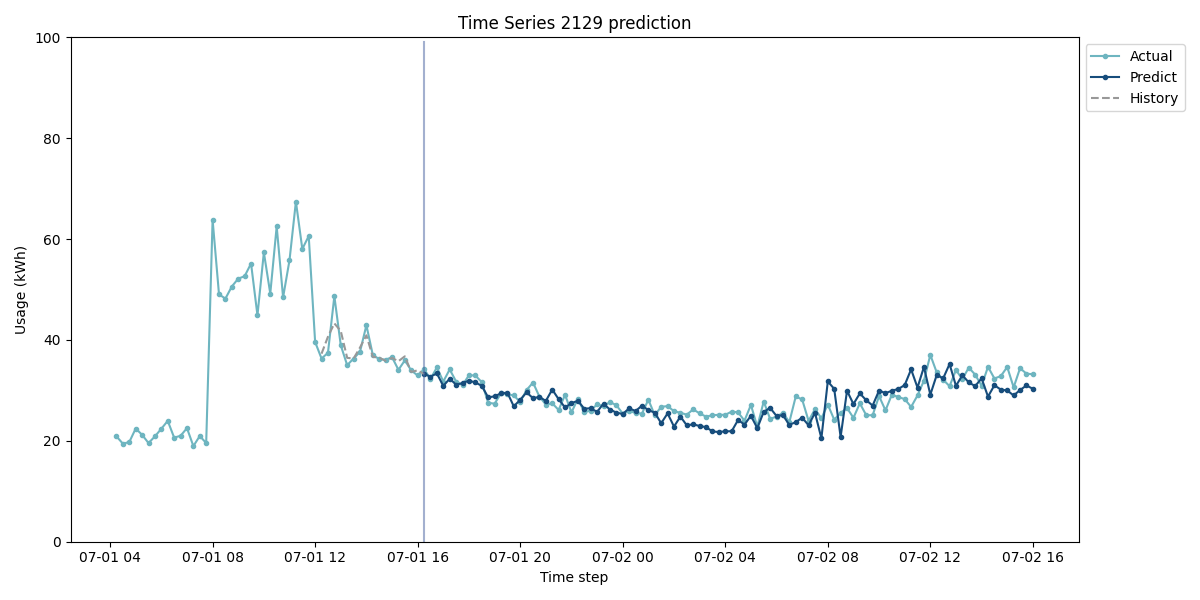 Time Series 2129 prediction
Actual
Predict
History
Usage (kWh)
100
80
60
40
20
0
07-01 04 07-01 08 07-01 12 07-01 16 07-01 20 07-02 00 07-02 04 07-02 08 07-02 12 07-02 16
Time step